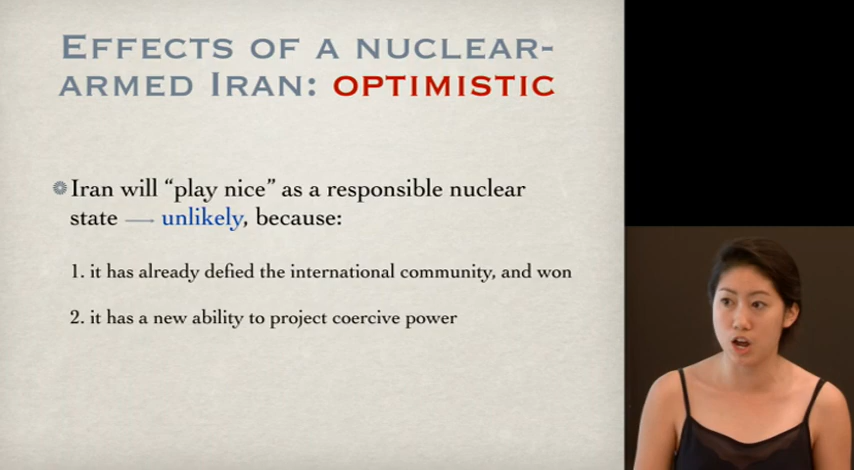 EFFECTS OF A NUCLEAR-
ARMED IRAN: OPTIMISTIC
Iran will “play nice” as a responsible nuclear
state — unlikely, because:
1. it has already defied the international community, and won
2. it has a new ability to project coercive power